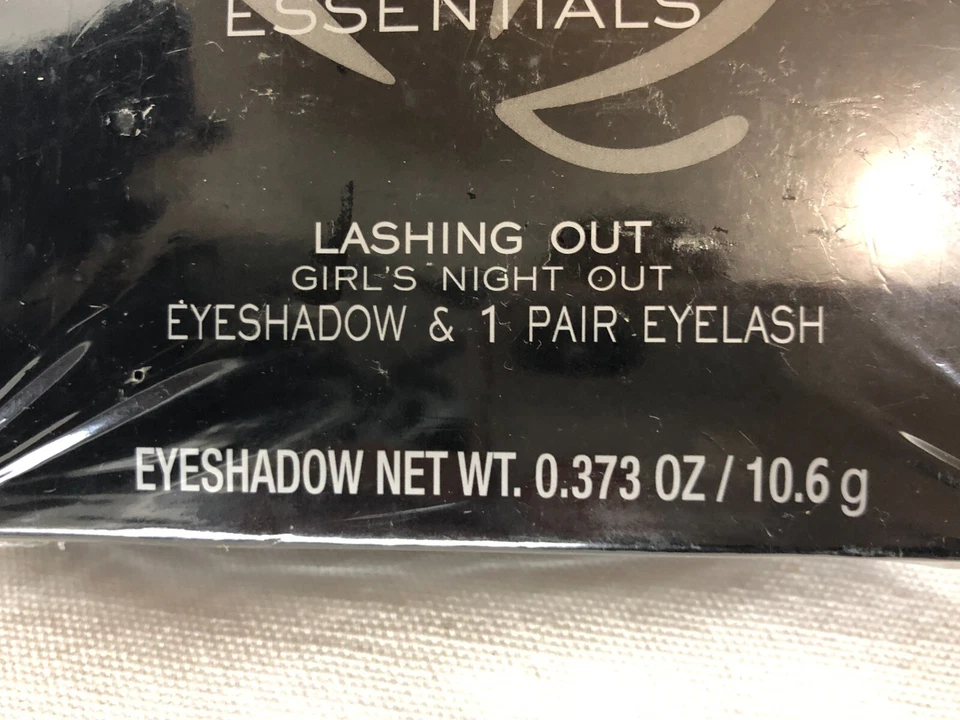 ESSENTIALS
LASHING OUT
GIRL'S NIGHT OUT
EYESHADOW & 1 PAIR EYELASH
EYESHADOW NET WT. 0.373 OZ / 10.6 g